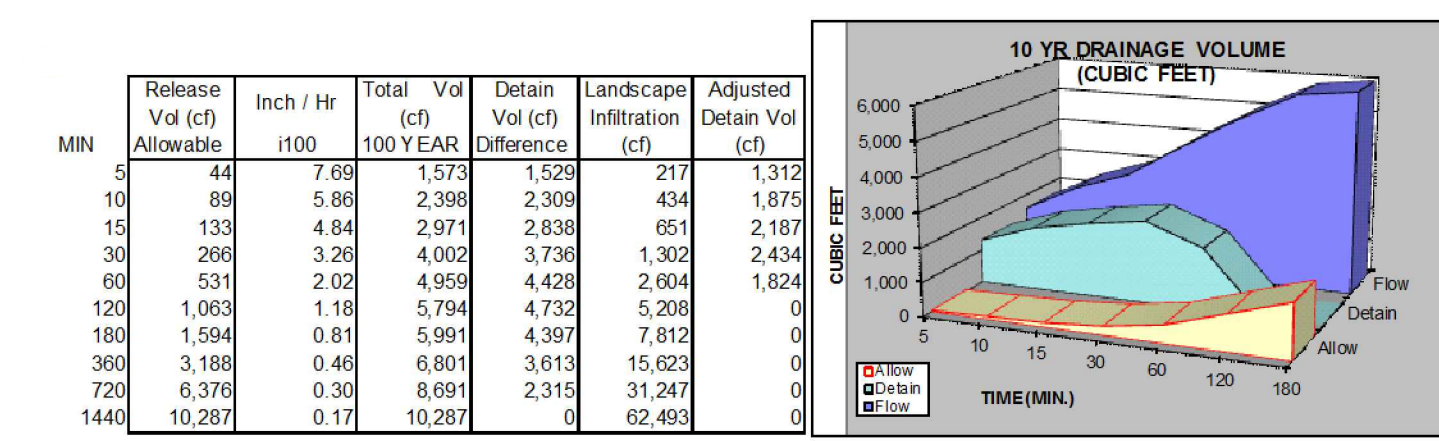 Release Vol (cf) Allowable
Inch / Hr i100
Total Vol (cf) 100 YEAR
Detain Vol (cf) Difference
Landscape Infiltration (cf)
Adjusted Detain Vol (cf)
MIN
5 44 7.69 1,573 1,529 217 1,312
10 89 5.86 2,398 2,309 434 1,875
15 133 4.84 2,971 2,838 651 2,187
30 266 3.26 4,002 3,736 1,302 2,434
60 531 2.02 4,959 4,428 2,604 1,824
120 1,063 1.18 5,794 4,732 5,208 0
180 1,594 0.81 5,991 4,397 7,812 0
360 3,188 0.46 6,801 3,613 15,623 0
720 6,376 0.30 8,691 2,315 31,247 0
1440 10,287 0.17 10,287 0 62,493 0
10 YR DRAINAGE VOLUME
(CUBIC FEET)
CUBIC FEET
6,000
5,000
4,000
3,000
2,000
1,000
0
5
10
15
30
60
120
180
TIME (MIN.)
Flow
Detain
Allow
Allow
Detain
Flow